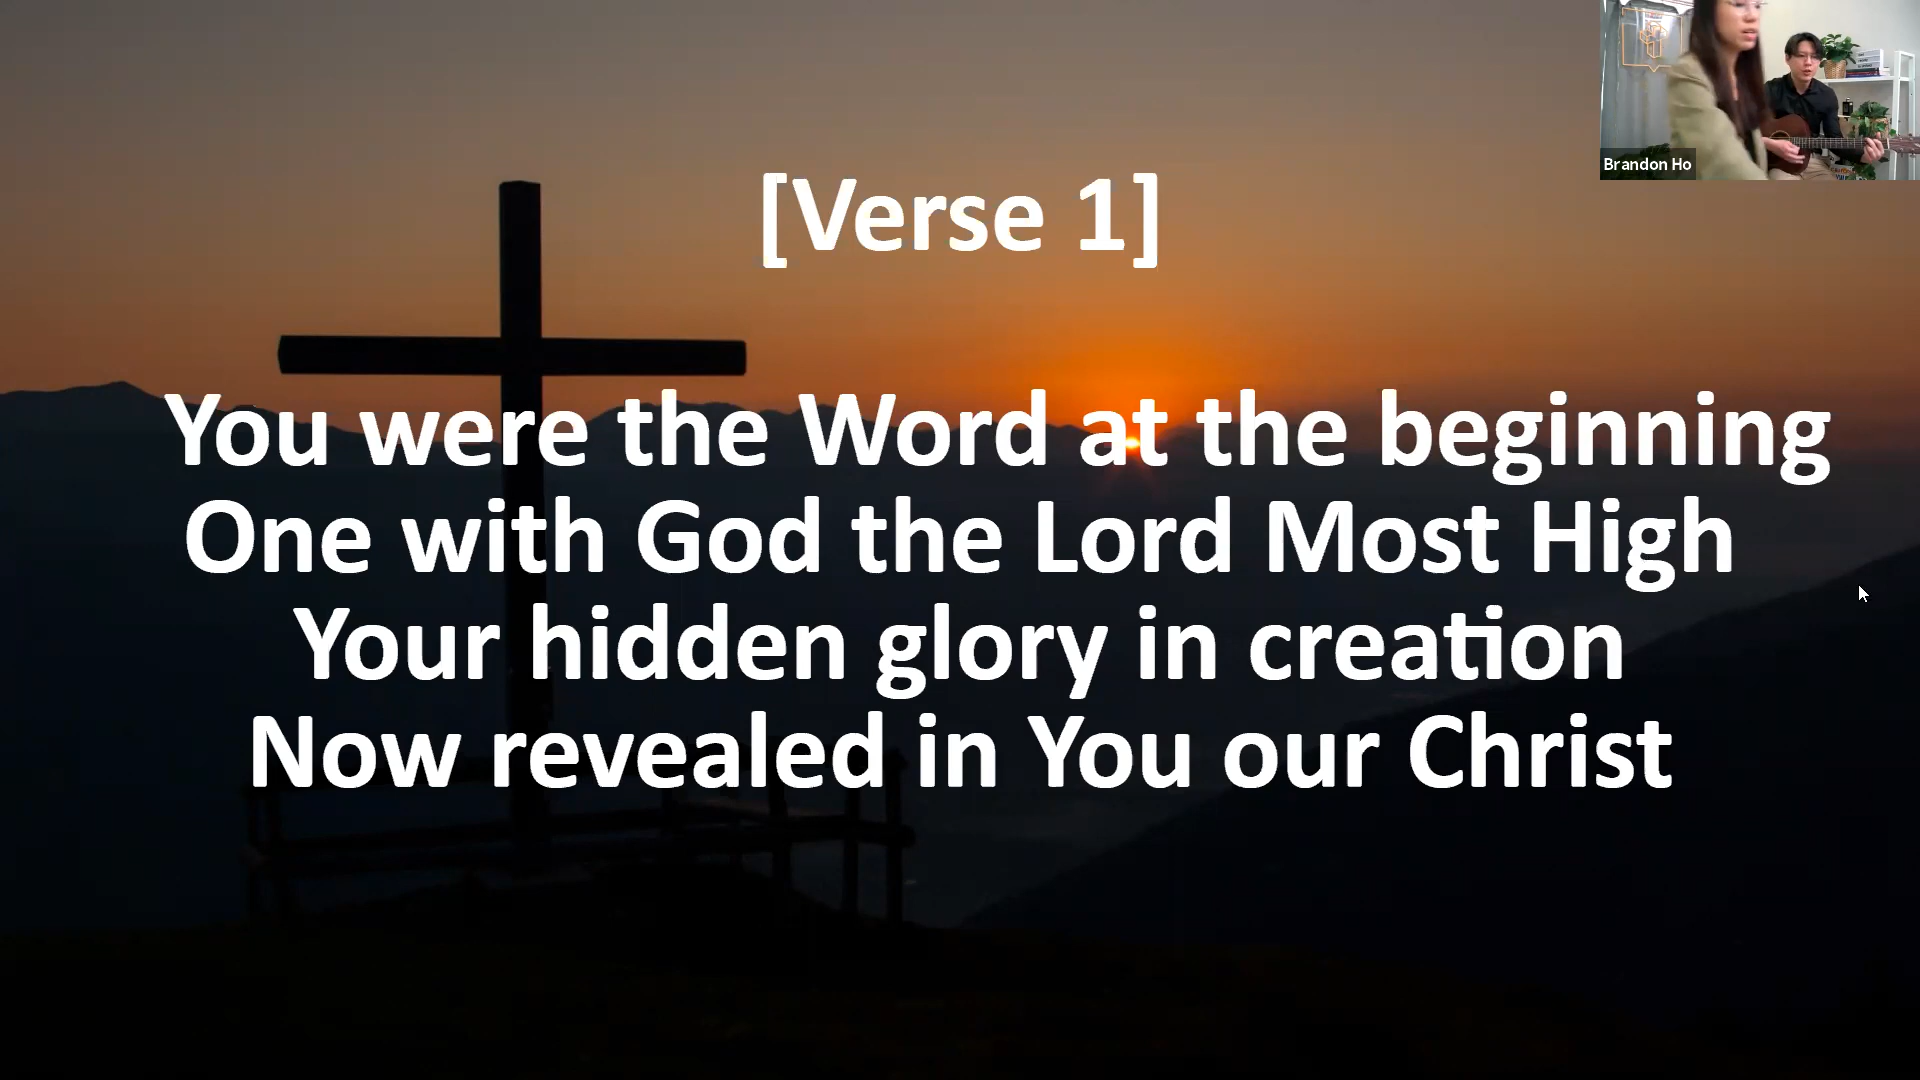 [Verse 1]
You were the Word at the beginning
One with God the Lord Most High
Your hidden glory in creation
Now revealed in You our Christ
Brandon Ho